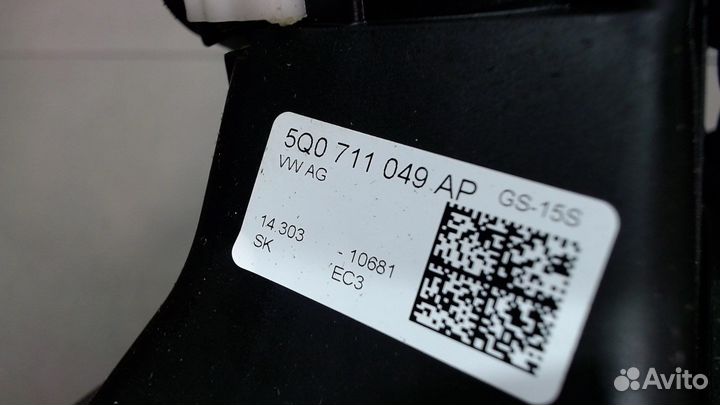 5Q0 711 049 AP GS-15S
VW AG
14 303 - 10681
SK EC3
Avito